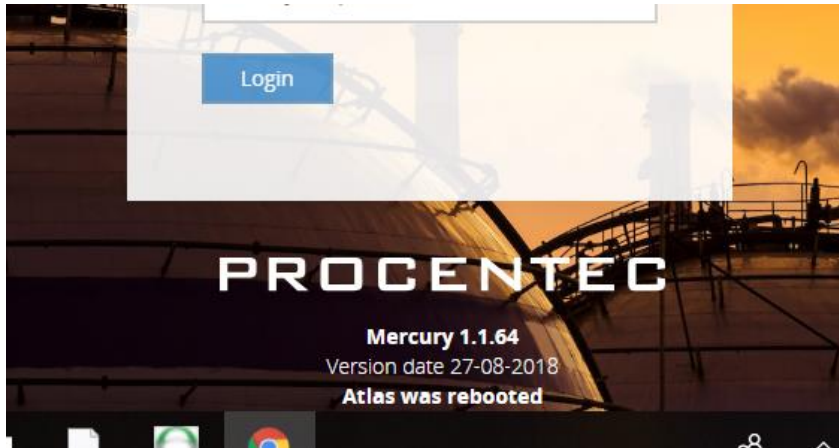 Login
PROCENTEC
Mercury 1.1.64
Version date 27-08-2018
Atlas was rebooted